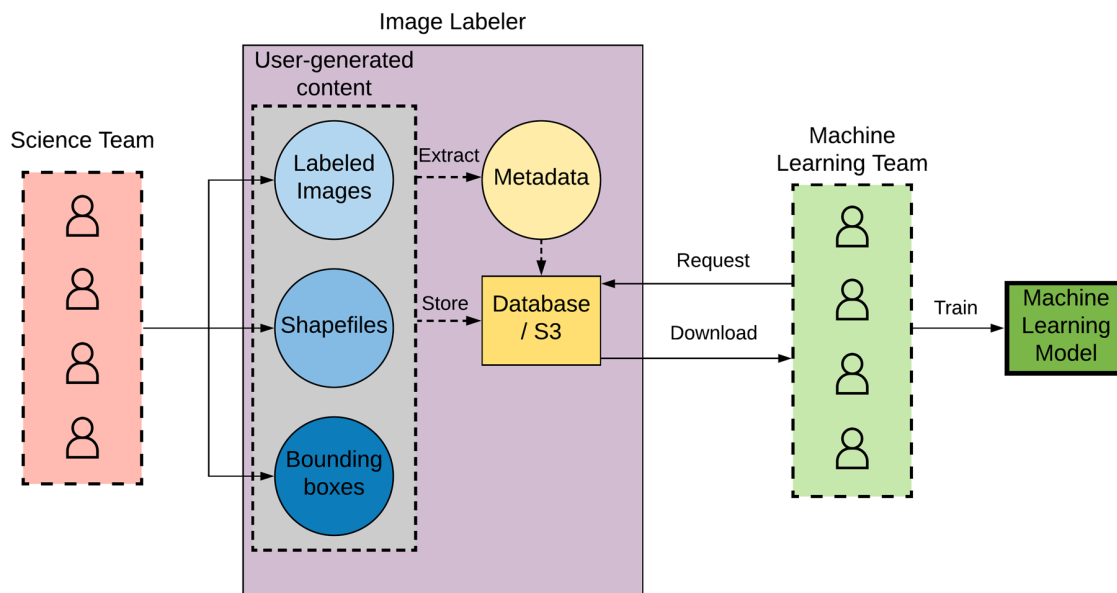 Image Labeler
User-generated
content
Science Team
Labeled
Images
Extract
Metadata
Machine
Learning Team
Shapefiles
Store
Database
/ S3
Request
Download
Train
Machine
Learning
Model
Bounding
boxes